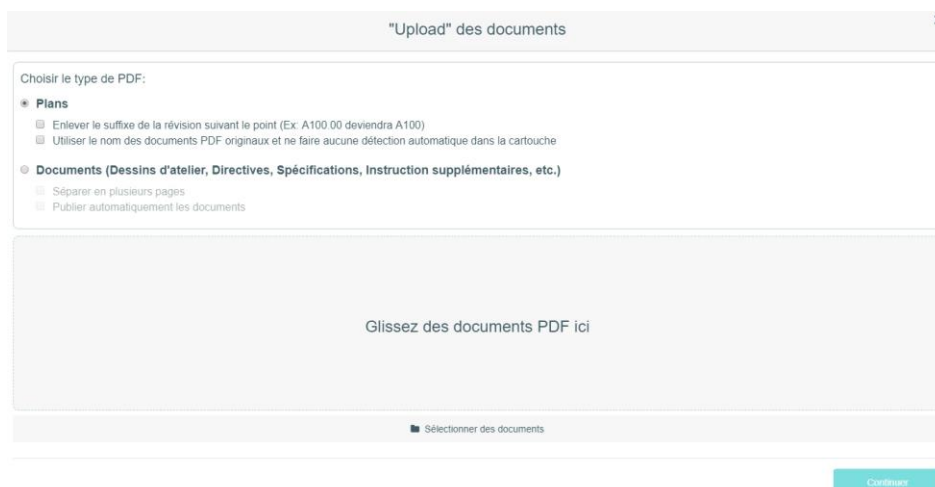 "Upload" des documents
Choisir le type de PDF:
Plans
Enlever le suffixe de la révision suivant le point (Ex: A100.00 deviendra A100)
Utiliser le nom des documents PDF originaux et ne faire aucune détection automatique dans la cartouche
Documents (Dessins d'atelier, Directives, Spécifications, Instruction supplémentaires, etc.)
Séparer en plusieurs pages
Publier automatiquement les documents
Glissez des documents PDF ici
Sélectionner des documents
Continuer